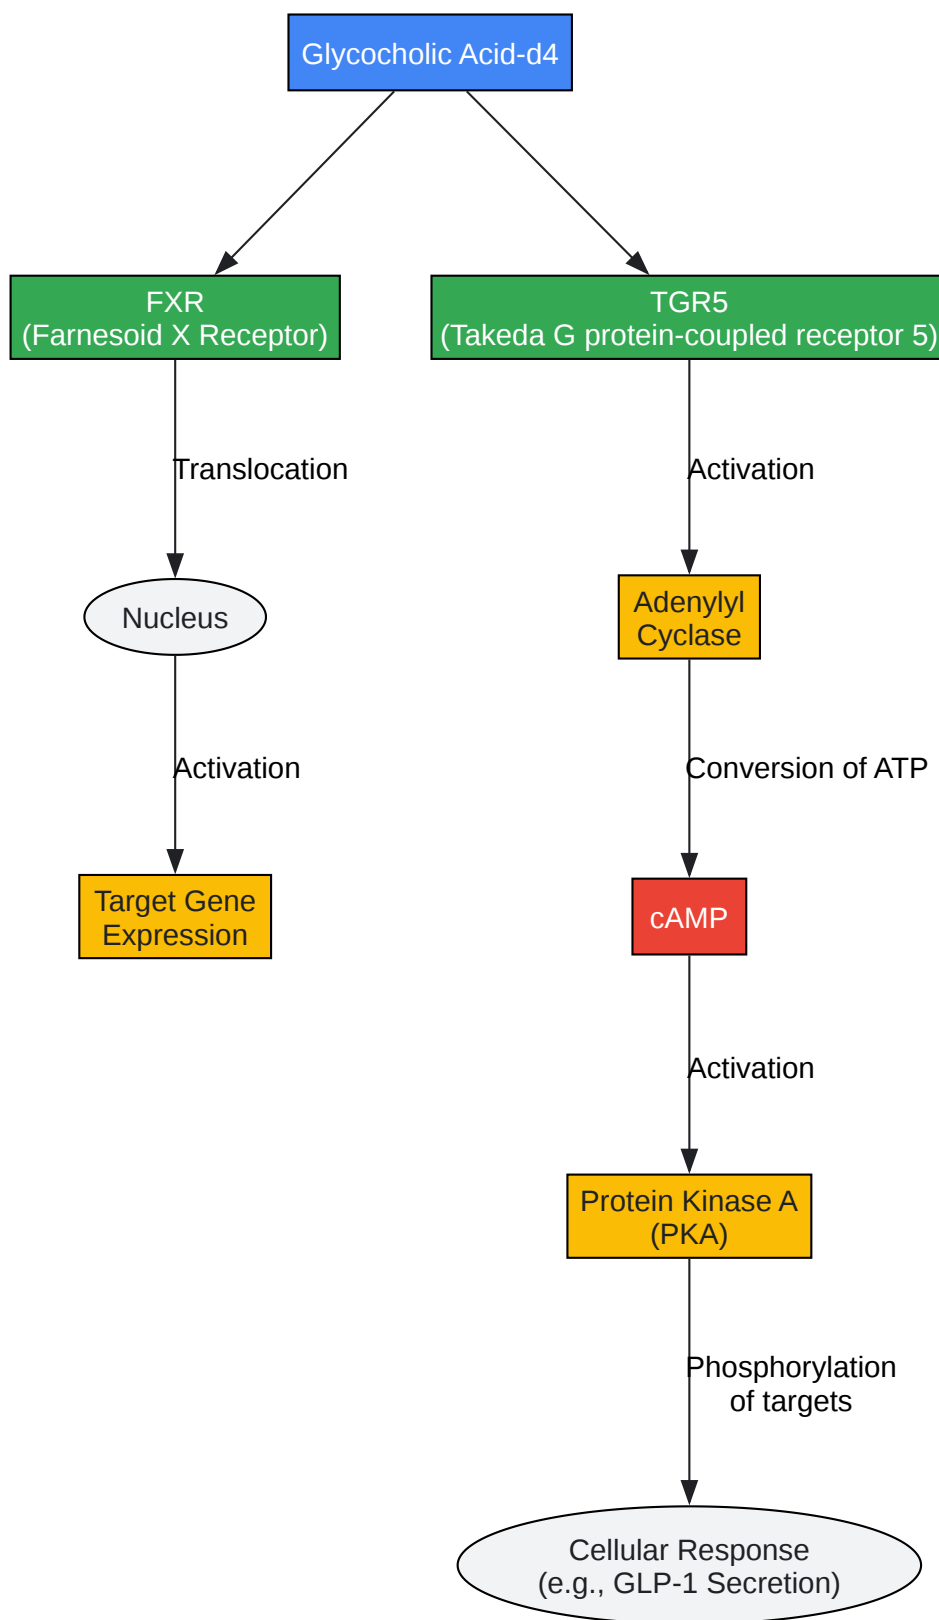 Glycocholic Acid-d4
FXR
(Farnesoid X Receptor)
TGR5
(Takeda G protein-coupled receptor 5)
Translocation
Activation
Nucleus
Adenylyl
Cyclase
Activation
Conversion of ATP
Target Gene
Expression
cAMP
Activation
Protein Kinase A
(PKA)
Phosphorylation
of targets
Cellular Response
(e.g., GLP-1 Secretion)